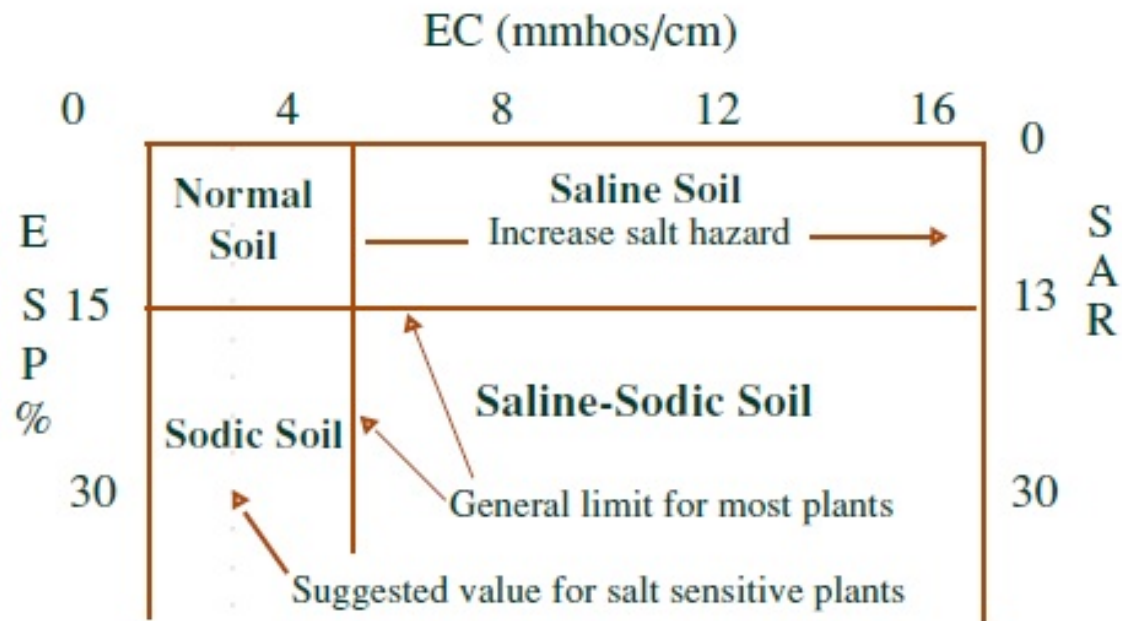 EC (mmhos/cm)
0 4 8 12 16
0
Normal
Soil
Saline Soil
Increase salt hazard
E
S
P
%
15
30
S
A
R
13
30
Sodic Soil
Saline-Sodic Soil
General limit for most plants
Suggested value for salt sensitive plants